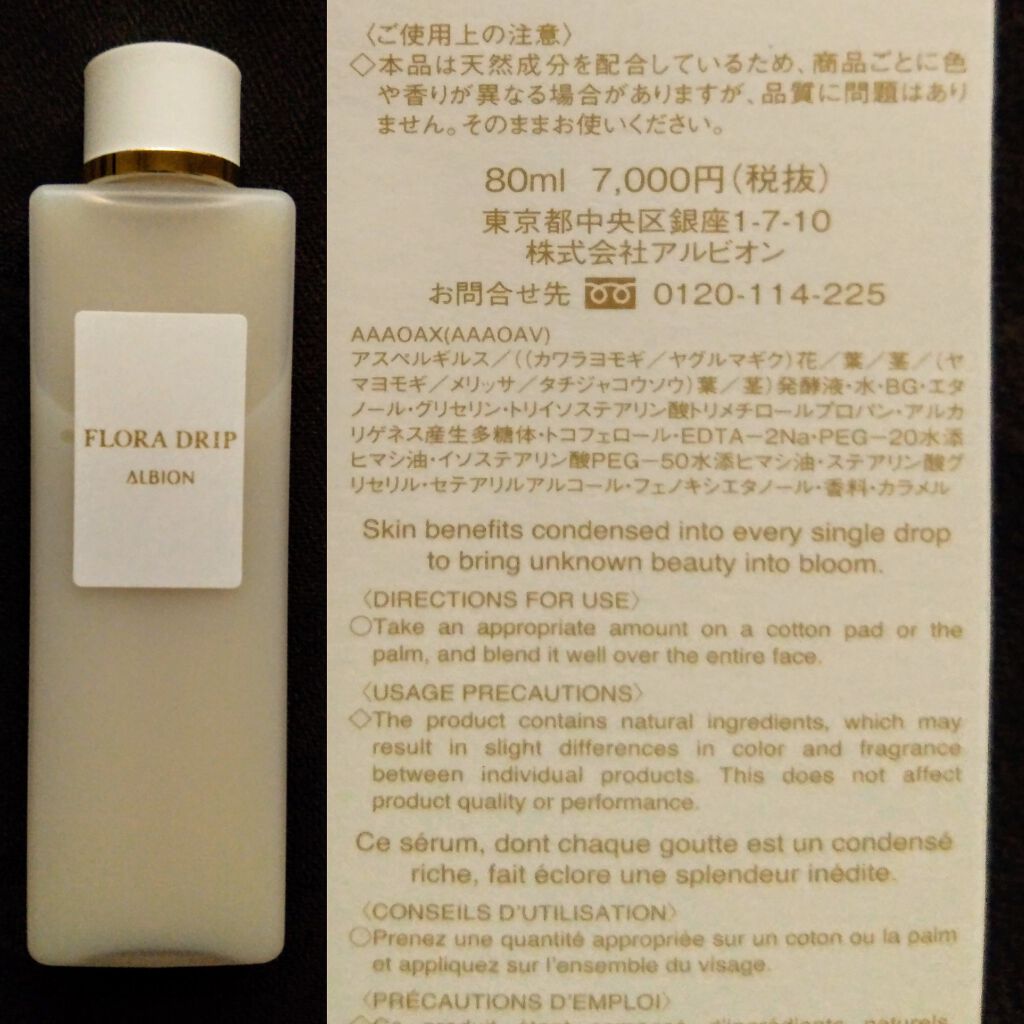 FLORA DRIP
ALBION
〈ご使用上の注意〉
◇本品は天然成分を配合しているため、商品ごとに色
や香りが異なる場合がありますが、品質に問題はあり
ません。そのままお使いください。
80ml 7,000円(税抜)
東京都中央区銀座1-7-10
株式会社アルビオン
お問合せ先 0120-114-225
AAAOAX(AAAOAV)
アスペルギルス/((カワラヨモギ/ヤグルマギク)花/葉/茎/(ヤ
マヨモギ/メリッサ/タチジャコウソウ)葉/茎)発酵液・水・BG・エタ
ノール・グリセリン・トリイソステアリン酸トリメチロールプロパン・アルカ
リゲネス産生多糖体・トコフェロール・EDTA-2Na・PEG-20水添
ヒマシ油・イソステアリン酸PEG-50水添ヒマシ油・ステアリン酸グ
リセリル・セテアリルアルコール・フェノキシエタノール・香料・カラメル
Skin benefits condensed into every single drop
to bring unknown beauty into bloom.
〈DIRECTIONS FOR USE〉
○Take an appropriate amount on a cotton pad or the
palm, and blend it well over the entire face.
〈USAGE PRECAUTIONS〉
◇The product contains natural ingredients, which may
result in slight differences in color and fragrance
between individual products. This does not affect
product quality or performance.
Ce sérum, dont chaque goutte est un condensé
riche, fait éclore une splendeur inédite.
〈CONSEILS D'UTILISATION〉
○Prenez une quantité appropriée sur un coton ou la palm
et appliquez sur l'ensemble du visage.
〈PRÉCAUTIONS D'EMPLOI〉